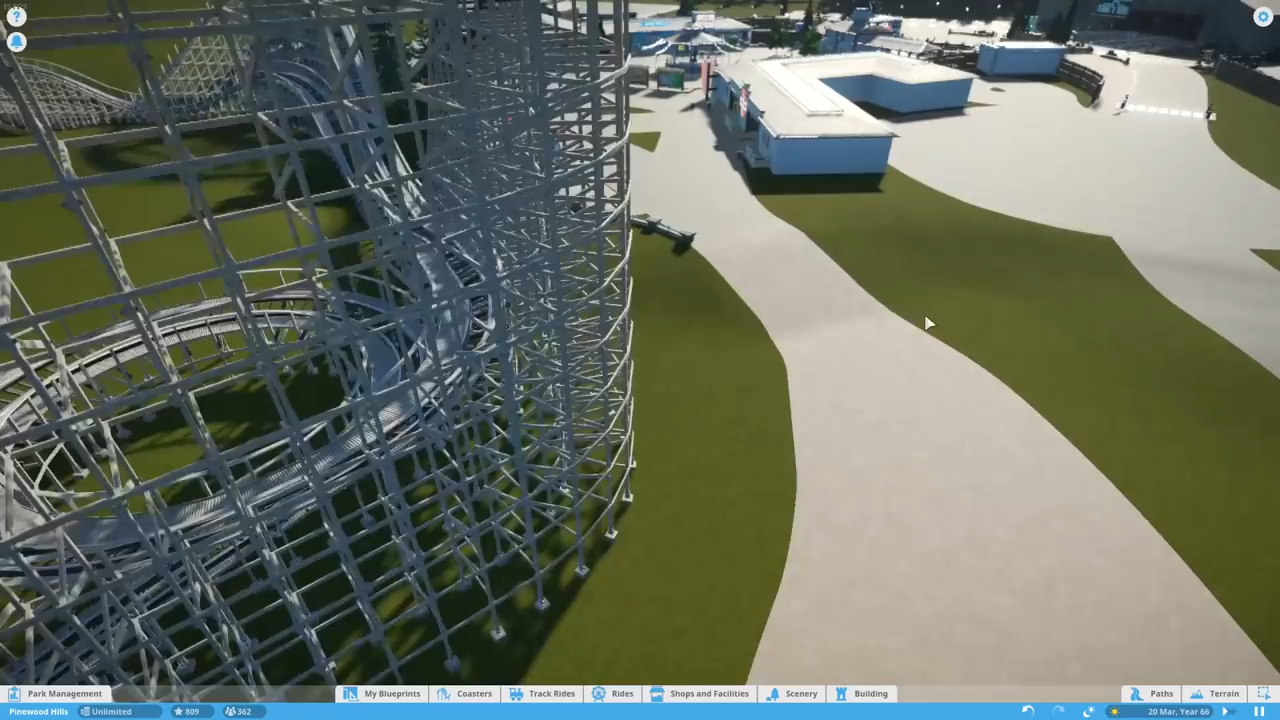 Park Management
My Blueprints
Coasters
Track Rides
Rides
Shops and Facilities
Scenery
Building
Paths
Terrain
Pinewood Hills
Unlimited
809
362
20 Mar, Year 66